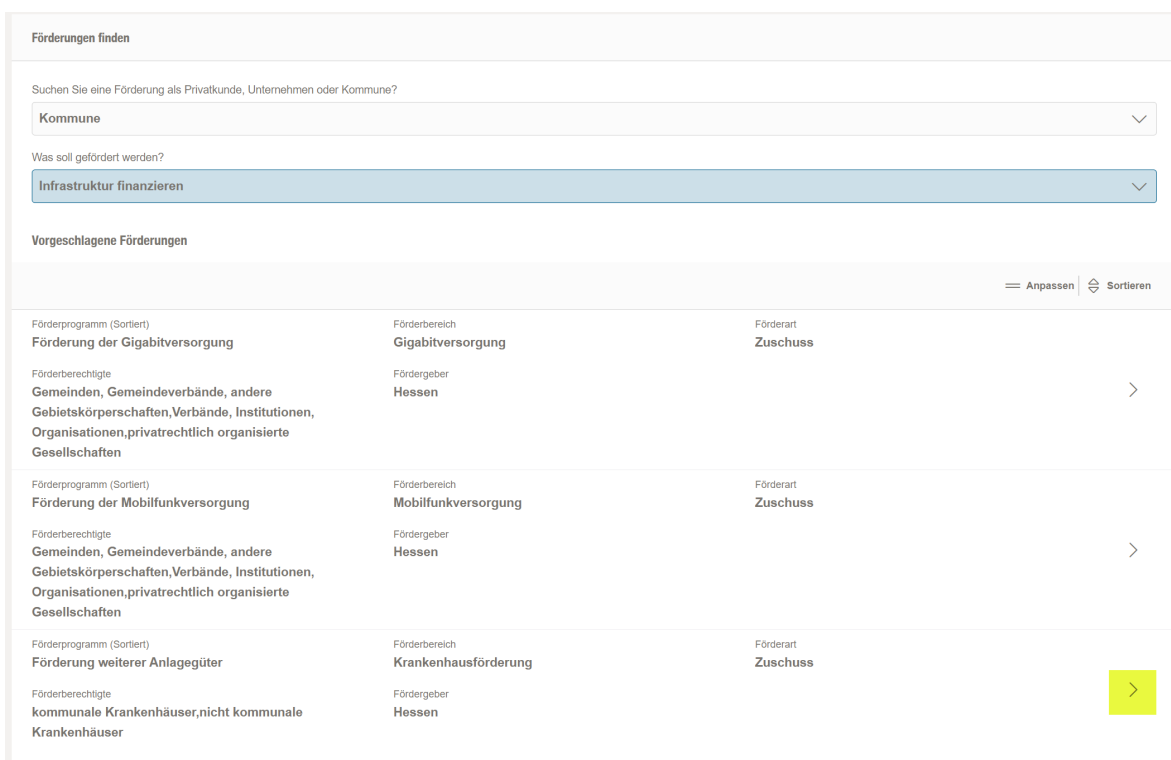 Förderungen finden
Suchen Sie eine Förderung als Privatkunde, Unternehmen oder Kommune?
Kommune
Was soll gefördert werden?
Infrastruktur finanzieren
Vorgeschlagene Förderungen
Anpassen Sortieren
Förderprogramm (Sortiert) Förderbereich Förderart
Förderung der Gigabitversorgung Gigabitversorgung Zuschuss
Förderberechtigte Fördergeber
Gemeinden, Gemeindeverbände, andere Hessen
Gebietskörperschaften,Verbände, Institutionen,
Organisationen,privatrechtlich organisierte
Gesellschaften
Förderprogramm (Sortiert) Förderbereich Förderart
Förderung der Mobilfunkversorgung Mobilfunkversorgung Zuschuss
Förderberechtigte Fördergeber
Gemeinden, Gemeindeverbände, andere Hessen
Gebietskörperschaften,Verbände, Institutionen,
Organisationen,privatrechtlich organisierte
Gesellschaften
Förderprogramm (Sortiert) Förderbereich Förderart
Förderung weiterer Anlagegüter Krankenhausförderung Zuschuss
Förderberechtigte Fördergeber
kommunale Krankenhäuser,nicht kommunale Hessen
Krankenhäuser